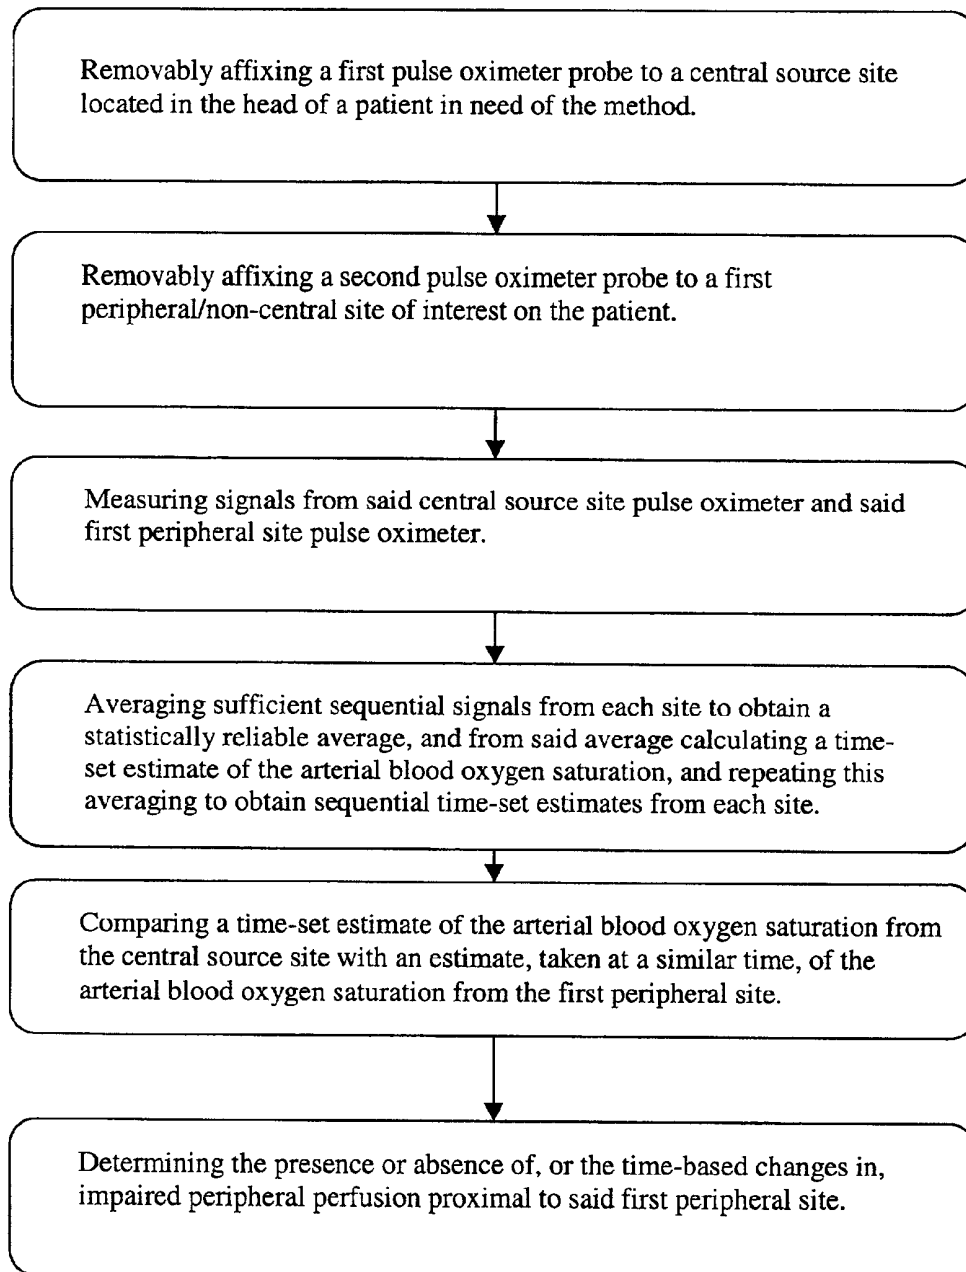 Removably affixing a first pulse oximeter probe to a central source site
located in the head of a patient in need of the method.
Removably affixing a second pulse oximeter probe to a first
peripheral/non-central site of interest on the patient.
Measuring signals from said central source site pulse oximeter and said
first peripheral site pulse oximeter.
Averaging sufficient sequential signals from each site to obtain a
statistically reliable average, and from said average calculating a time-
set estimate of the arterial blood oxygen saturation, and repeating this
averaging to obtain sequential time-set estimates from each site.
Comparing a time-set estimate of the arterial blood oxygen saturation from
the central source site with an estimate, taken at a similar time, of the
arterial blood oxygen saturation from the first peripheral site.
Determining the presence or absence of, or the time-based changes in,
impaired peripheral perfusion proximal to said first peripheral site.